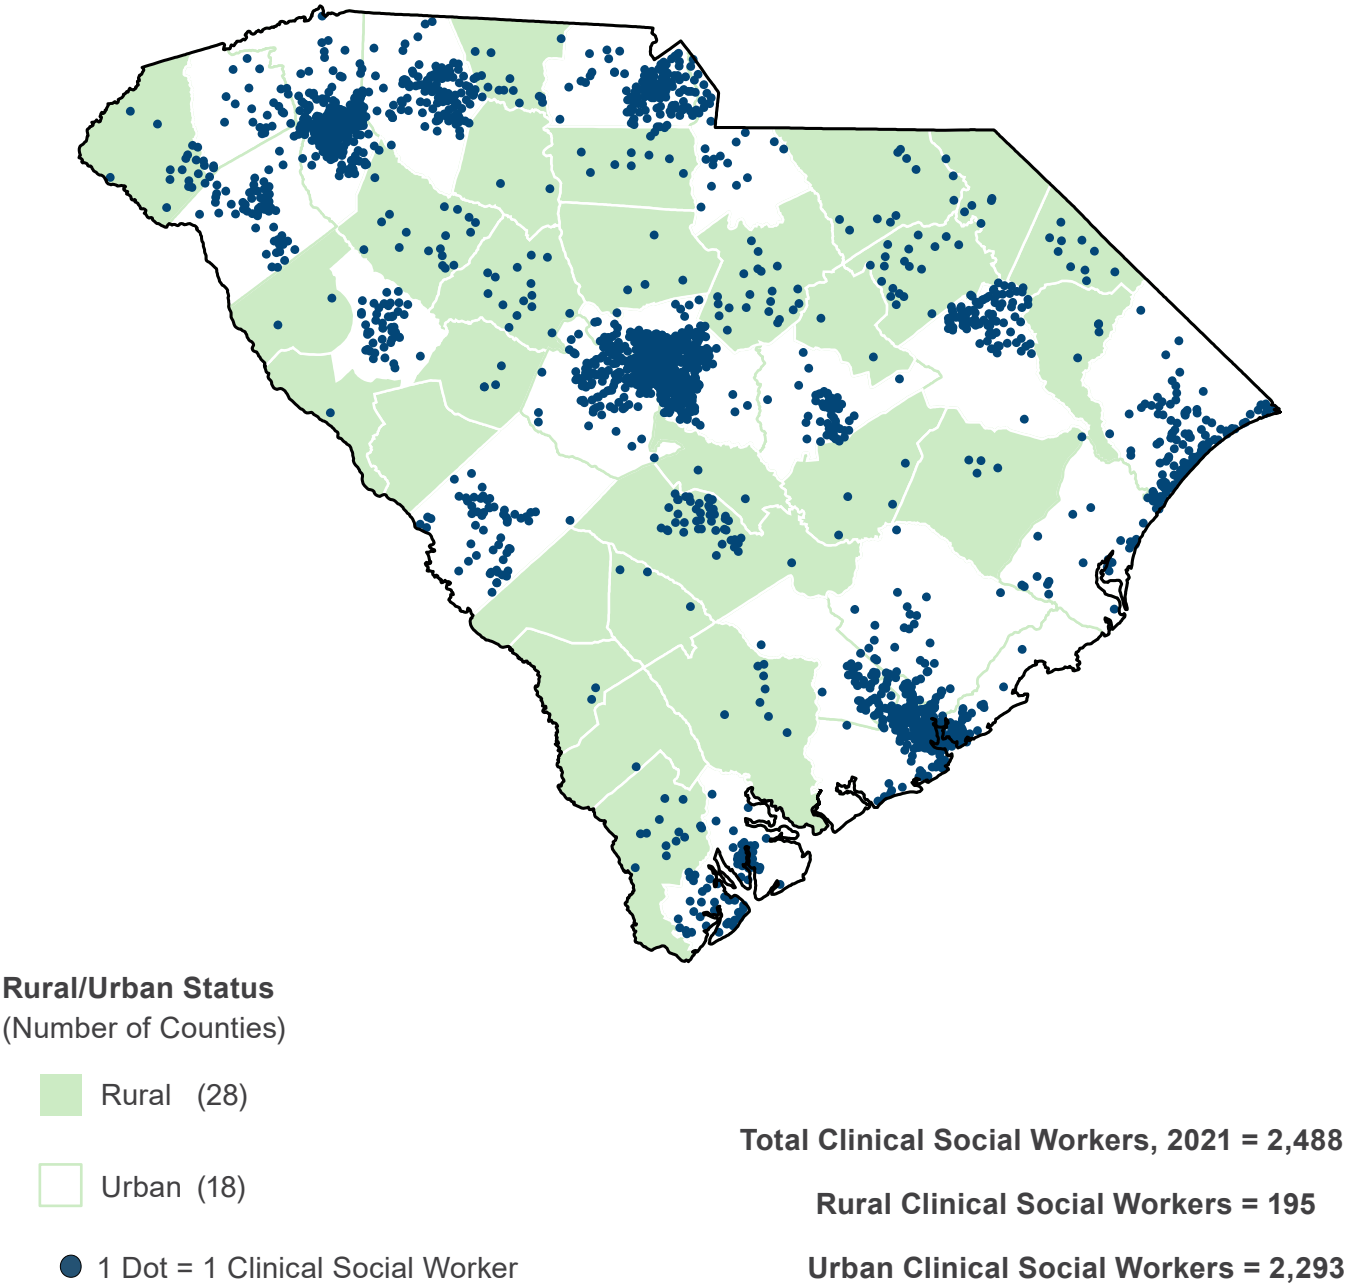 Rural/Urban Status
(Number of Counties)
Rural (28)
Urban (18)
1 Dot = 1 Clinical Social Worker
Total Clinical Social Workers, 2021 = 2,488
Rural Clinical Social Workers = 195
Urban Clinical Social Workers = 2,293